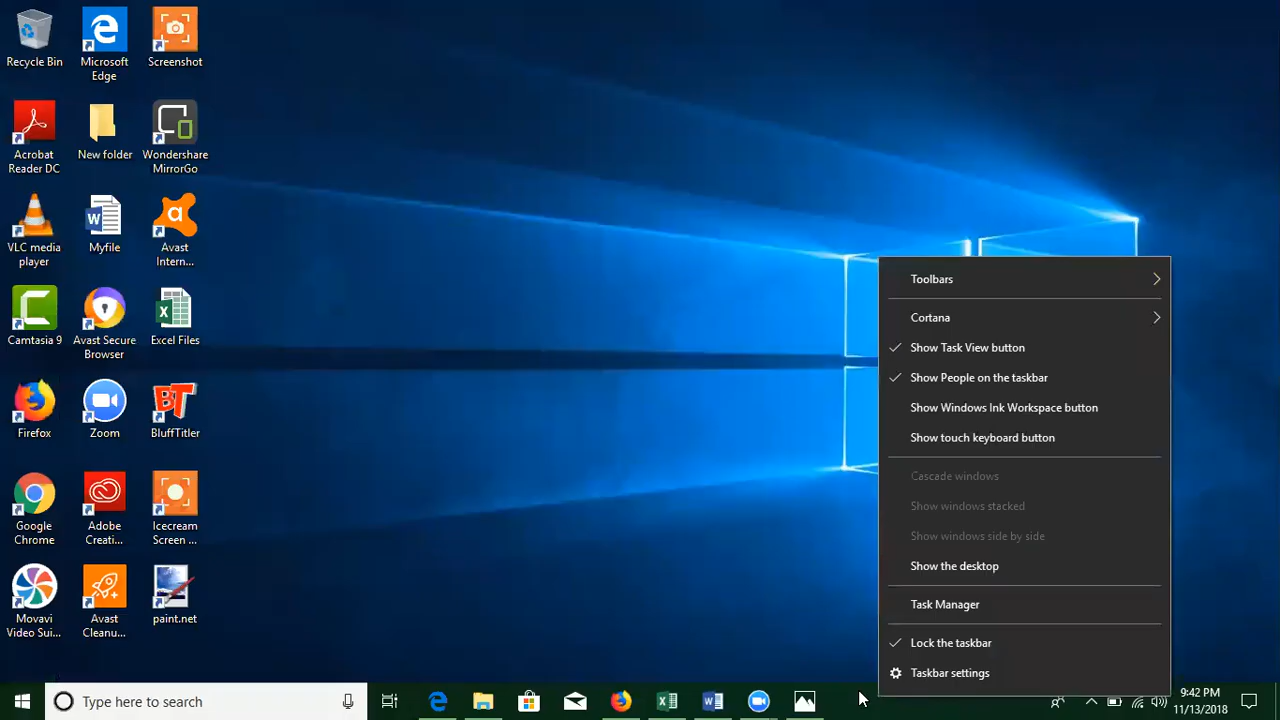 Recycle Bin
Microsoft
Edge
Screenshot
Acrobat
Reader DC
New folder
Wondershare
MirrorGo
VLC media
player
Myfile
Avast
Intern...
Camtasia 9
Avast Secure
Browser
Excel Files
Firefox
Zoom
BT
BluffTitler
Google
Chrome
Adobe
Creati...
Icecream
Screen ...
Movavi
Video Sui...
Avast
Cleanu...
paint.net
Toolbars
Cortana
Show Task View button
Show People on the taskbar
Show Windows Ink Workspace button
Show touch keyboard button
Cascade windows
Show windows stacked
Show windows side by side
Show the desktop
Task Manager
Lock the taskbar
Taskbar settings
Type here to search
9:42 PM
11/13/2018